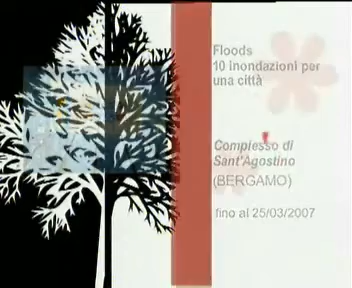 Floods
10 inondazioni per
una città
Complesso di
Sant'Agostino
(BERGAMO)
fino al 25/03/2007